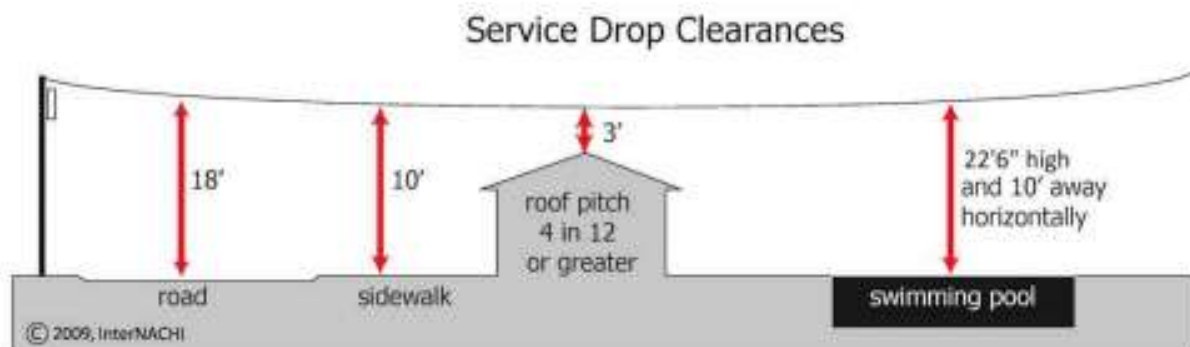 Service Drop Clearances
18'
10'
3'
22'6" high
and 10' away
horizontally
roof pitch
4 in 12
or greater
road
sidewalk
swimming pool
© 2009, InterNACHI